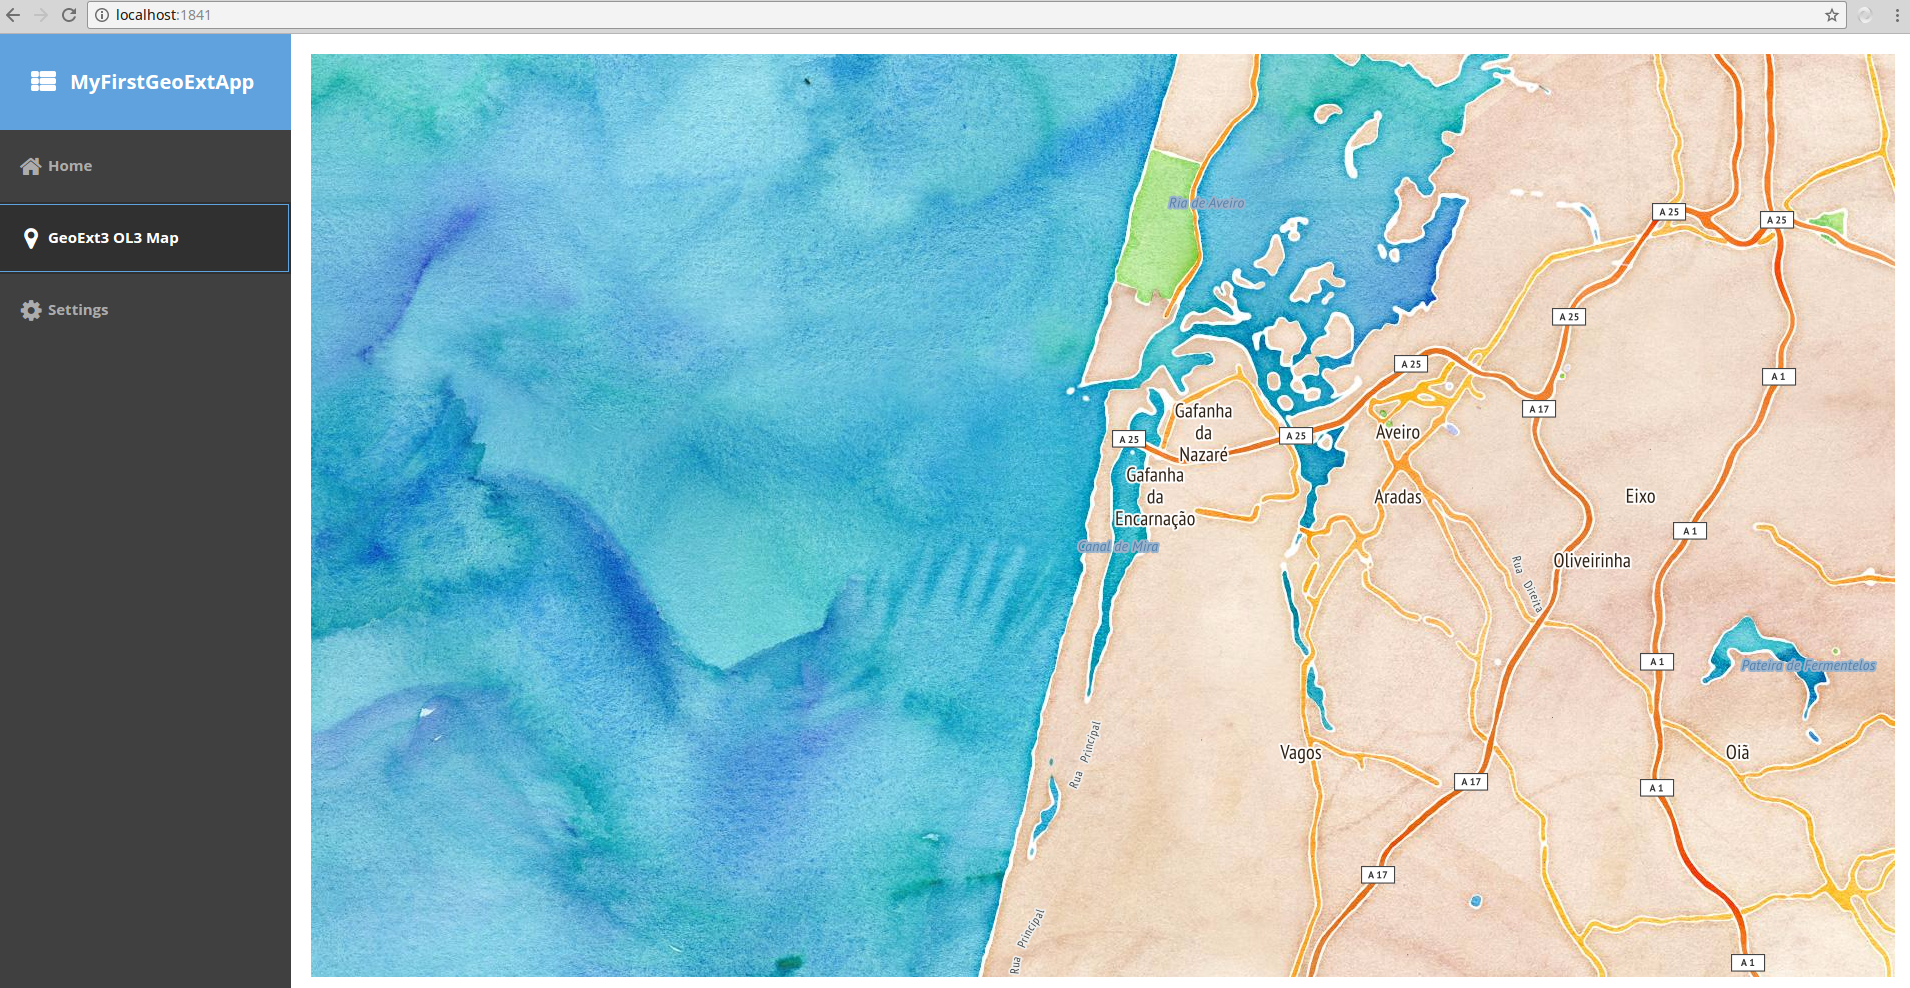 localhost:1841
MyFirstGeoExtApp
Home
GeoExt3 OL3 Map
Settings
Ria de Aveiro
A 25
A 25
A 25
A 25
A 1
A 17
Gafanha
da
Nazaré
A 25
A 25
Aveiro
Gafanha
da
Encarnação
Aradas
Eixo
A 1
Canal de Mira
Oliveirinha
Rua Direita
A 1
Pateira de Fermentelos
Rua Principal
Vagos
Oiã
A 17
A 1
A 17
Rua Principal
A 1